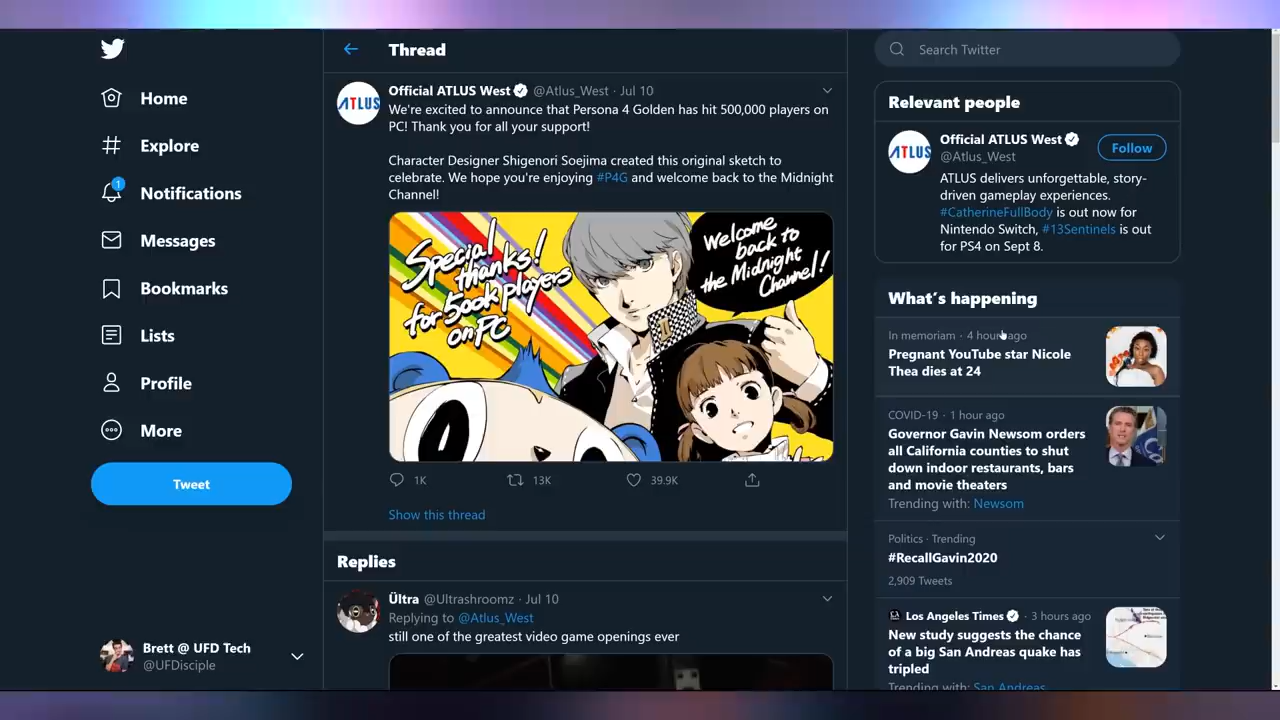 Home
Explore
1
Notifications
Messages
Bookmarks
Lists
Profile
More
Tweet
Brett @ UFD Tech
@UFDisciple
Thread
Official ATLUS West @Atlus_West · Jul 10
We're excited to announce that Persona 4 Golden has hit 500,000 players on
PC! Thank you for all your support!
Character Designer Shigenori Soejima created this original sketch to
celebrate. We hope you're enjoying #P4G and welcome back to the Midnight
Channel!
ATLUS
Special
thanks!
for 500k players
on PC
Welcome
back to
the Midnight
Channel!
1K
13K
39.9K
Show this thread
Replies
Ültra @Ultrashroomz · Jul 10
Replying to @Atlus_West
still one of the greatest video game openings ever
Search Twitter
Relevant people
ATLUS
Official ATLUS West
@Atlus_West
Follow
ATLUS delivers unforgettable, story-
driven gameplay experiences.
#CatherineFullBody is out now for
Nintendo Switch, #13Sentinels is out
for PS4 on Sept 8.
What's happening
In memoriam · 4 hours ago
Pregnant YouTube star Nicole
Thea dies at 24
COVID-19 · 1 hour ago
Governor Gavin Newsom orders
all California counties to shut
down indoor restaurants, bars
and movie theaters
Trending with: Newsom
Politics · Trending
#RecallGavin2020
2,909 Tweets
Los Angeles Times · 3 hours ago
New study suggests the chance
of a big San Andreas quake has
tripled
Trending with: San Andreas